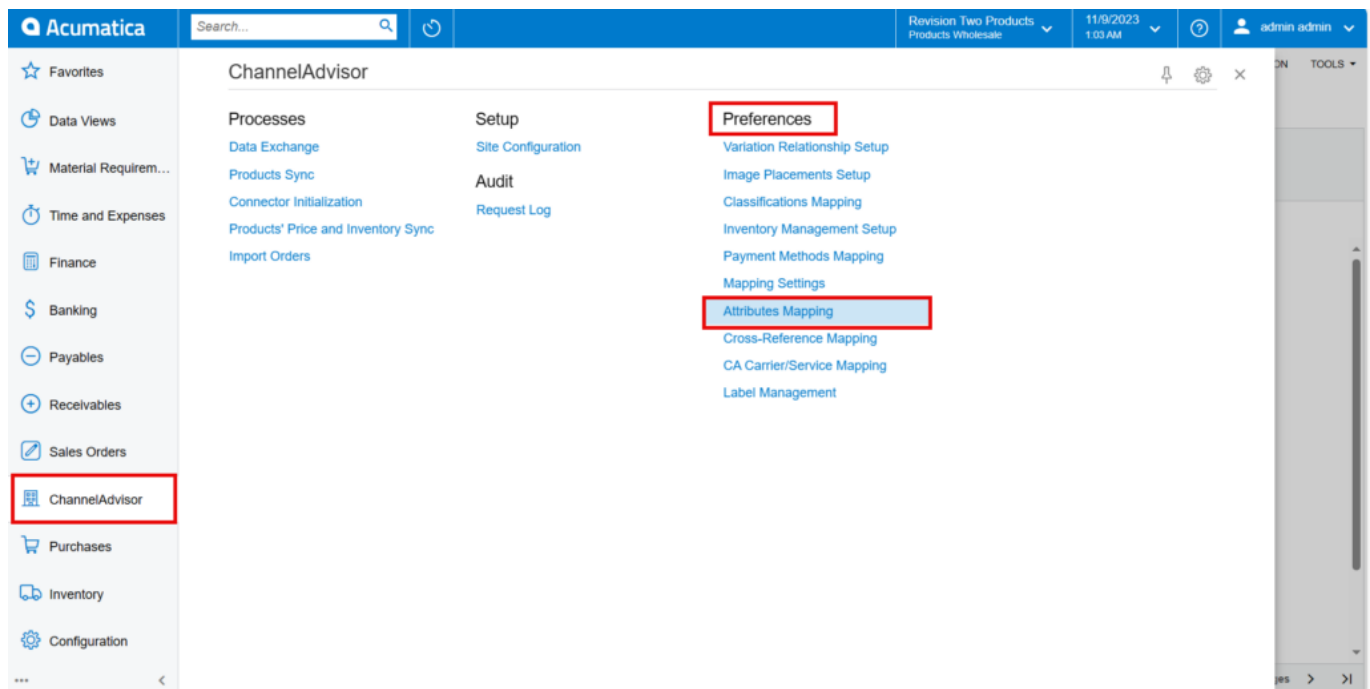 Acumatica
Search...
Revision Two Products
Products Wholesale
11/9/2023
1:03 AM
admin admin
Favorites
Data Views
Material Requirem...
Time and Expenses
Finance
Banking
Payables
Receivables
Sales Orders
ChannelAdvisor
Purchases
Inventory
Configuration
ChannelAdvisor
Processes
Data Exchange
Products Sync
Connector Initialization
Products' Price and Inventory Sync
Import Orders
Setup
Site Configuration
Audit
Request Log
Preferences
Variation Relationship Setup
Image Placements Setup
Classifications Mapping
Inventory Management Setup
Payment Methods Mapping
Mapping Settings
Attributes Mapping
Cross-Reference Mapping
CA Carrier/Service Mapping
Label Management
TOOLS